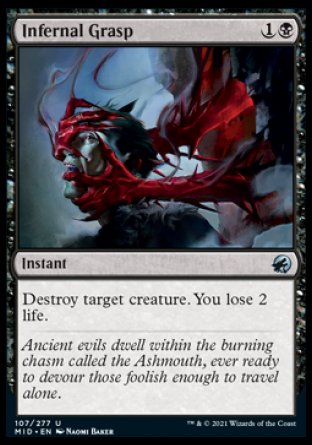 Infernal Grasp 1
Instant
Destroy target creature. You lose 2
life.
Ancient evils dwell within the burning
chasm called the Ashmouth, ever ready
to devour those foolish enough to travel
alone.
107/277 U
MID • EN Naomi Baker
™ & © 2021 Wizards of the Coast